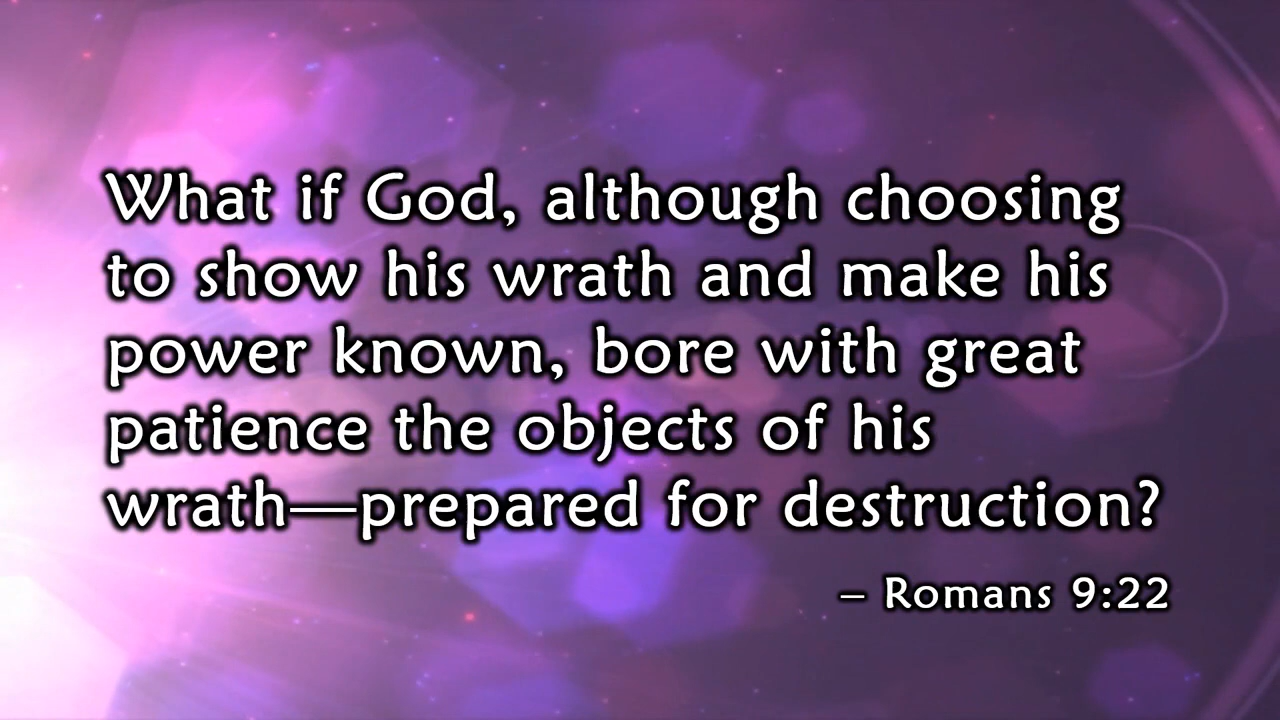 What if God, although choosing
to show his wrath and make his
power known, bore with great
patience the objects of his
wrath—prepared for destruction?
– Romans 9:22